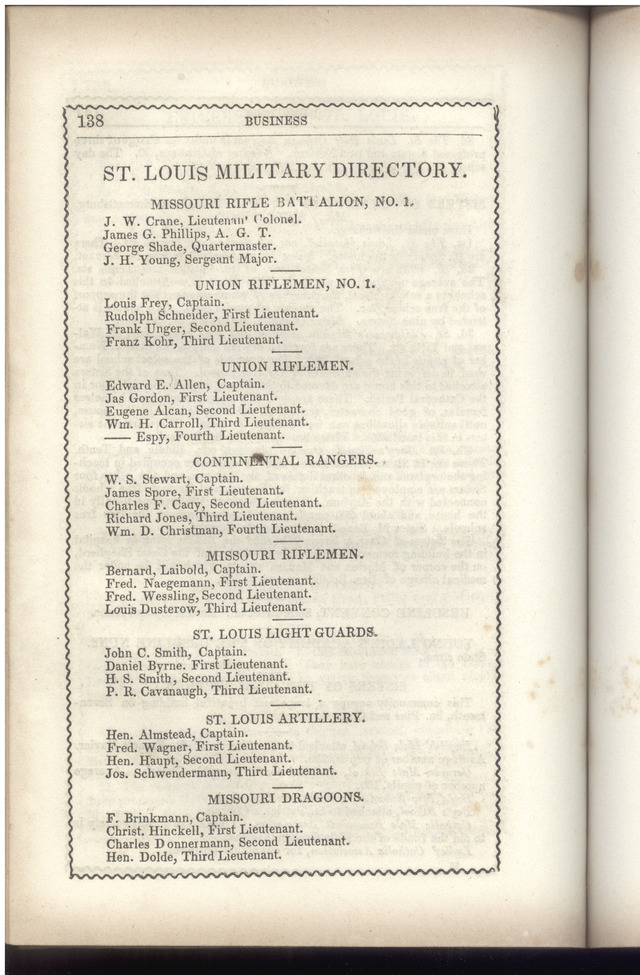 138 BUSINESS
ST. LOUIS MILITARY DIRECTORY.
MISSOURI RIFLE BATTALION, NO. 1.
J. W. Crane, Lieutenant Colonel.
James G. Phillips, A. G. T.
George Shade, Quartermaster.
J. H. Young, Sergeant Major.
UNION RIFLEMEN, NO. 1.
Louis Frey, Captain.
Rudolph Schneider, First Lieutenant.
Frank Unger, Second Lieutenant.
Franz Kohr, Third Lieutenant.
UNION RIFLEMEN.
Edward E. Allen, Captain.
Jas Gordon, First Lieutenant.
Eugene Alcan, Second Lieutenant.
Wm. H. Carroll, Third Lieutenant.
—— Espy, Fourth Lieutenant.
CONTINENTAL RANGERS.
W. S. Stewart, Captain.
James Spore, First Lieutenant.
Charles F. Cady, Second Lieutenant.
Richard Jones, Third Lieutenant.
Wm. D. Christman, Fourth Lieutenant.
MISSOURI RIFLEMEN.
Bernard, Laibold, Captain.
Fred. Naegemann, First Lieutenant.
Fred. Wessling, Second Lieutenant.
Louis Dusterow, Third Lieutenant.
ST. LOUIS LIGHT GUARDS.
John C. Smith, Captain.
Daniel Byrne. First Lieutenant.
H. S. Smith, Second Lieutenant.
P. R. Cavanaugh, Third Lieutenant.
ST. LOUIS ARTILLERY.
Hen. Almstead, Captain.
Fred. Wagner, First Lieutenant.
Hen. Haupt, Second Lieutenant.
Jos. Schwendermann, Third Lieutenant.
MISSOURI DRAGOONS.
F. Brinkmann, Captain.
Christ. Hinckell, First Lieutenant.
Charles Donnermann, Second Lieutenant.
Hen. Dolde, Third Lieutenant.